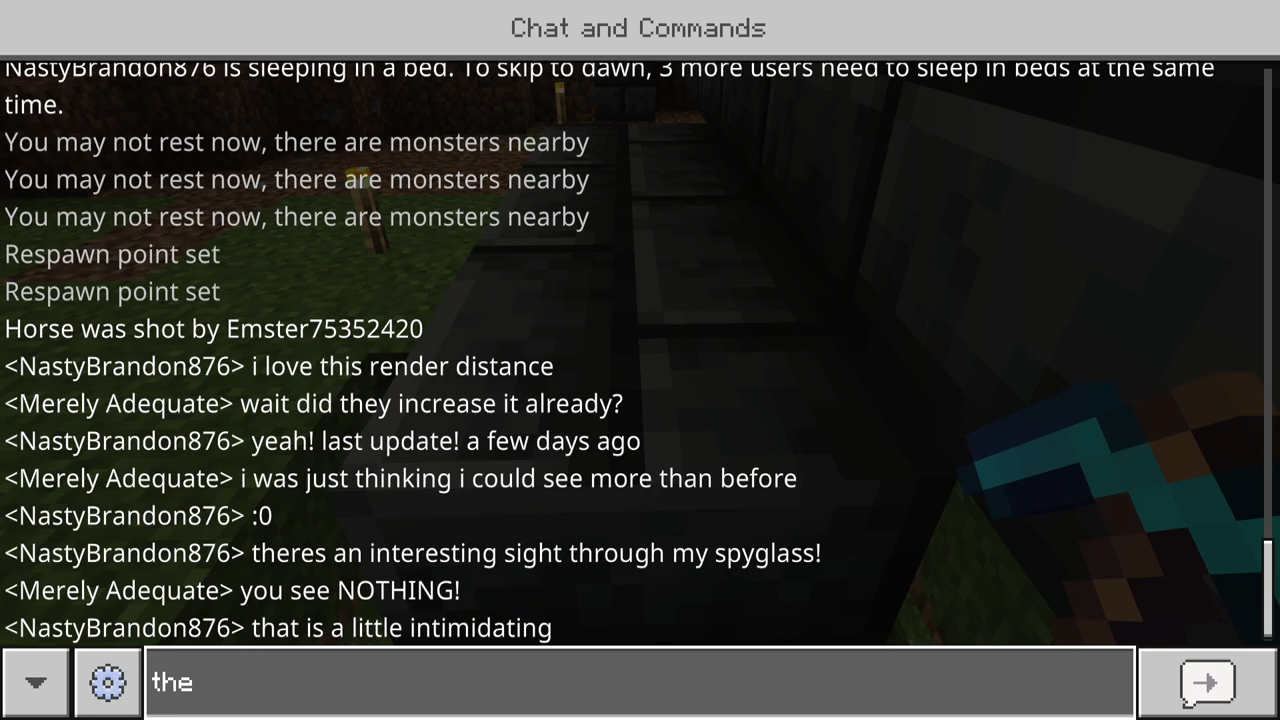 Chat and Commands
NastyBrandon876 is sleeping in a bed. To skip to dawn, 3 more users need to sleep in beds at the same
time.
You may not rest now, there are monsters nearby
You may not rest now, there are monsters nearby
You may not rest now, there are monsters nearby
Respawn point set
Respawn point set
Horse was shot by Emster75352420
<NastyBrandon876> i love this render distance
<Merely Adequate> wait did they increase it already?
<NastyBrandon876> yeah! last update! a few days ago
<Merely Adequate> i was just thinking i could see more than before
<NastyBrandon876> :0
<NastyBrandon876> theres an interesting sight through my spyglass!
<Merely Adequate> you see NOTHING!
<NastyBrandon876> that is a little intimidating
the